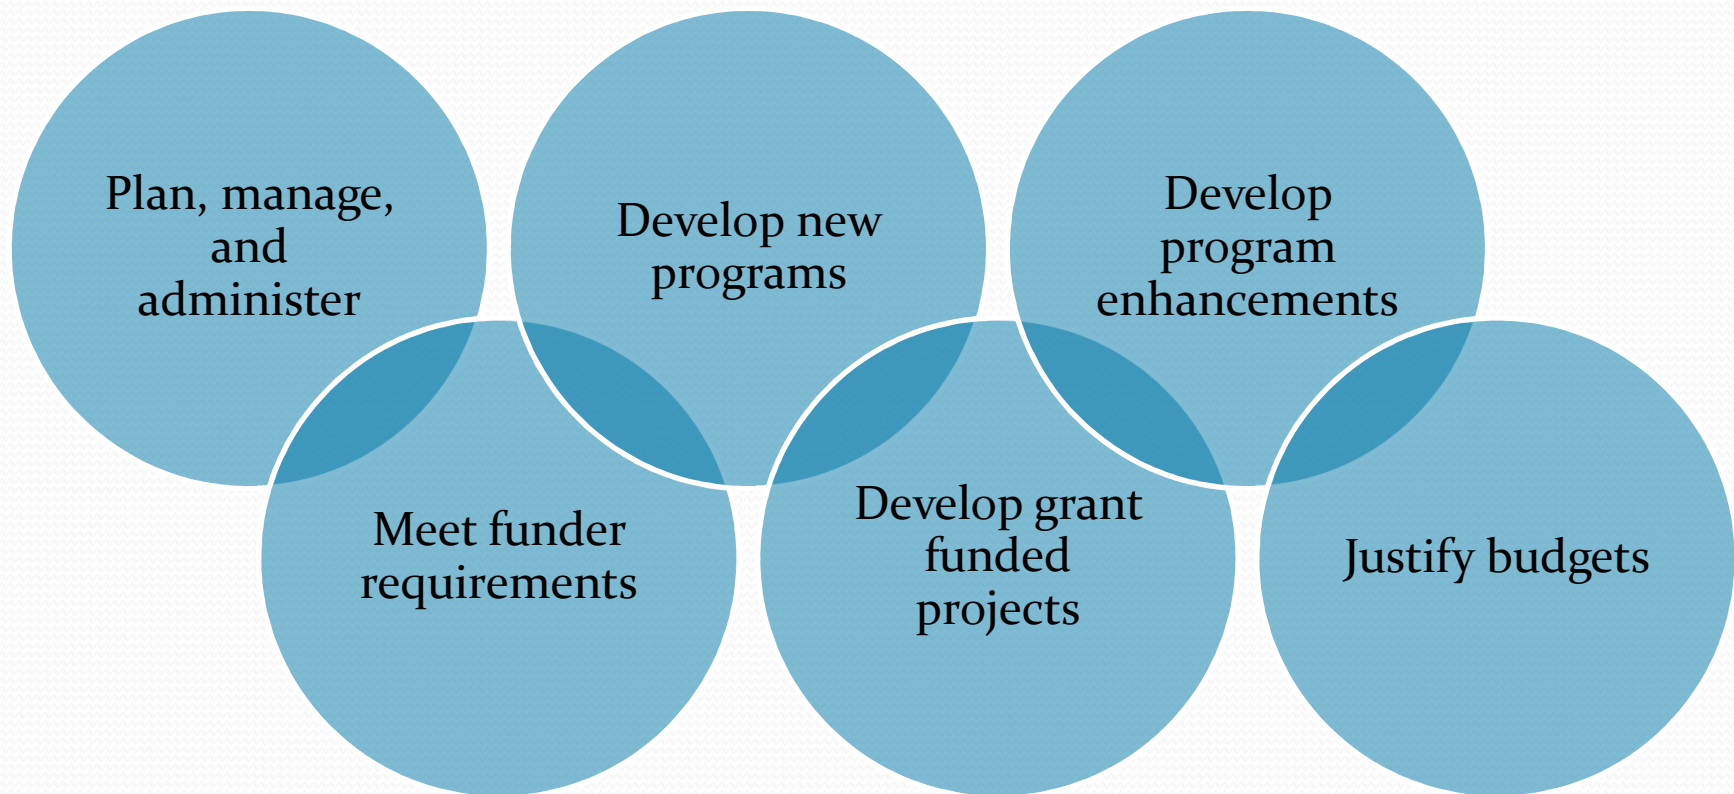 Plan, manage,
and
administer
Meet funder
requirements
Develop new
programs
Develop grant
funded
projects
Develop
program
enhancements
Justify budgets